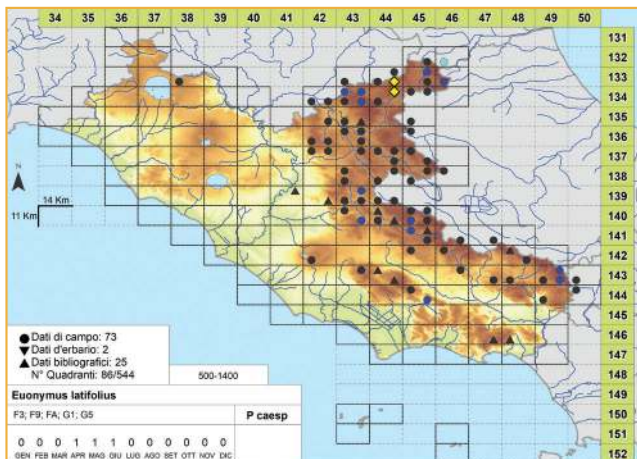 34 35 36 37 38 39 40 41 42 43 44 45 46 47 48 49 50
131
132
133
134
135
136
137
138
139
140
141
142
143
144
145
146
147
148
149
150
151
152
N
14 Km
11 Km
Dati di campo: 73
Dati d'erbario: 2
Dati bibliografici: 25
N° Quadranti: 86/544
500-1400
Euonymus latifolius
F3; F9; FA; G1; G5
P caesp
0 0 0 1 1 1 0 0 0 0 0 0
GEN FEB MAR APR MAG GIU LUG AGO SET OTT NOV DIC